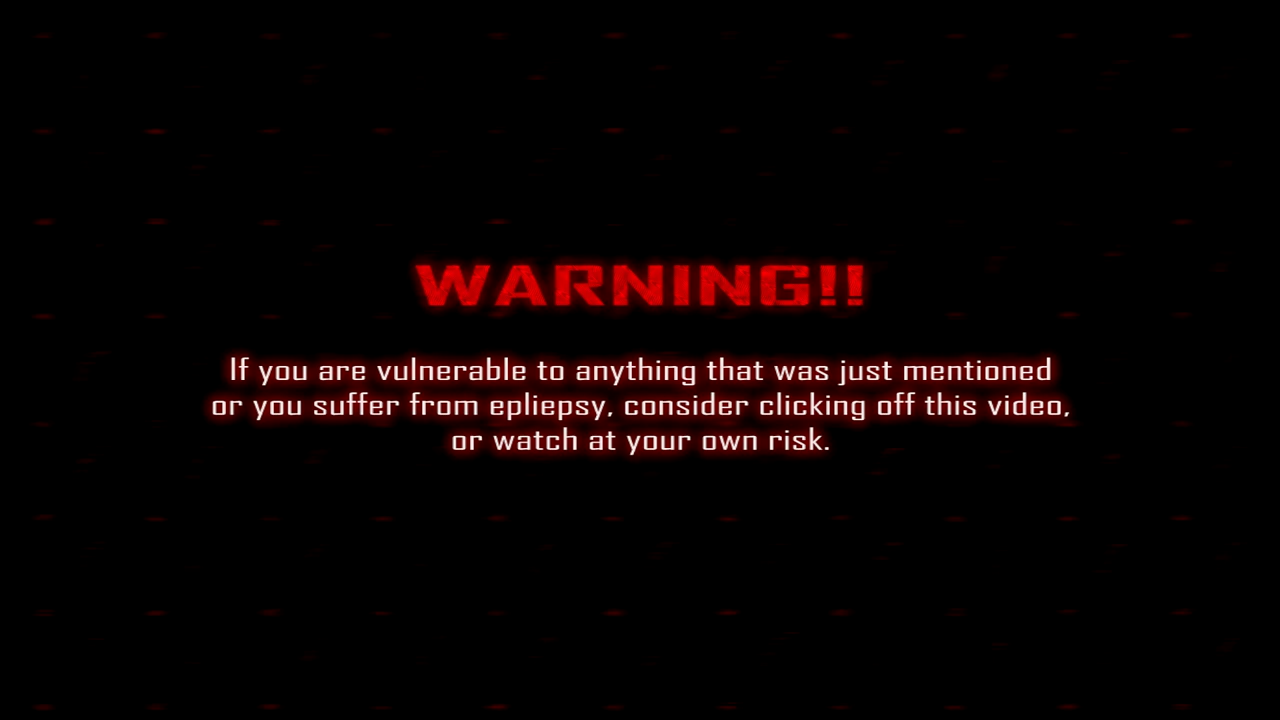 WARNING!!
If you are vulnerable to anything that was just mentioned
or you suffer from epliepsy, consider clicking off this video,
or watch at your own risk.